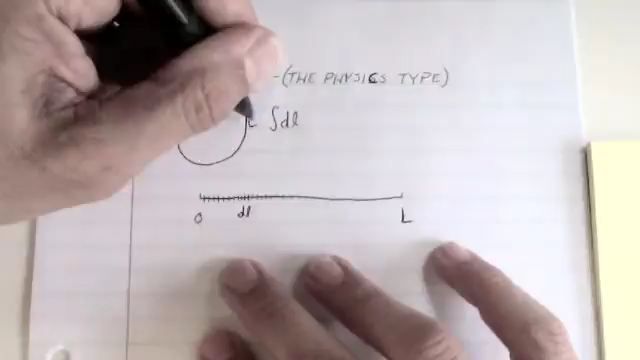 -(THE PHYSICS TYPE)
∫dl
0 dl L